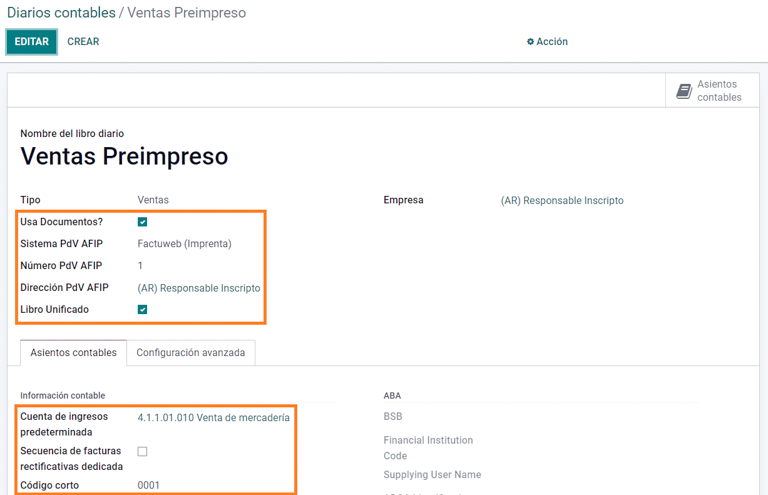 Diarios contables / Ventas Preimpreso
EDITAR CREAR Acción
Asientos contables
Nombre del libro diario
Ventas Preimpreso
Tipo Ventas Empresa (AR) Responsable Inscripto
Usa Documentos?
Sistema PdV AFIP Factuweb (Imprenta)
Número PdV AFIP 1
Dirección PdV AFIP (AR) Responsable Inscripto
Libro Unificado
Asientos contables Configuración avanzada
Información contable ABA
Cuenta de ingresos predeterminada 4.1.1.01.010 Venta de mercadería BSB
Secuencia de facturas rectificativas dedicada Financial Institution Code
Código corto 0001 Supplying User Name